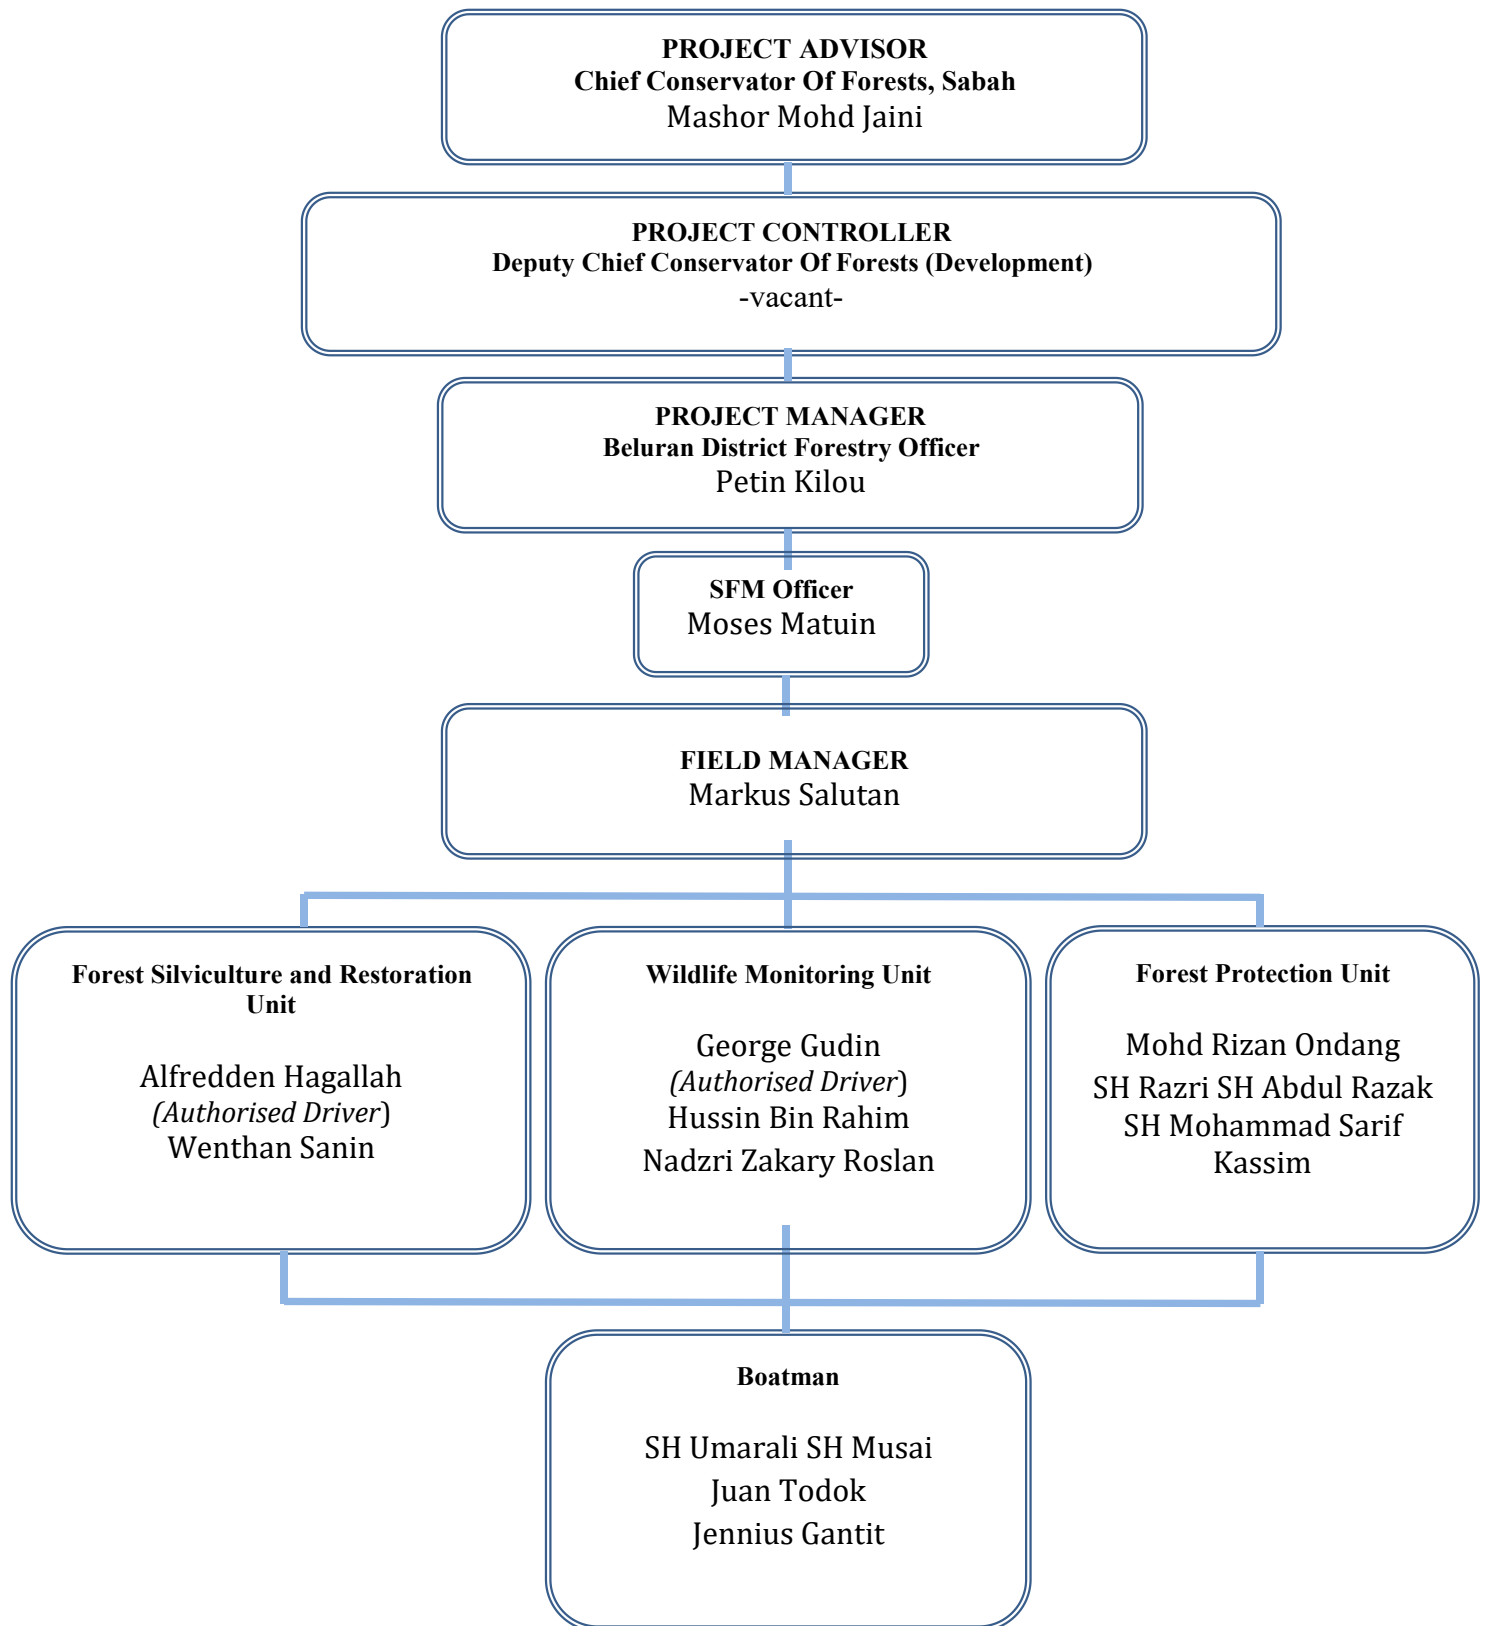 PROJECT ADVISOR
Chief Conservator Of Forests, Sabah
Mashor Mohd Jaini
PROJECT CONTROLLER
Deputy Chief Conservator Of Forests (Development)
-vacant-
PROJECT MANAGER
Beluran District Forestry Officer
Petin Kilou
SFM Officer
Moses Matuin
FIELD MANAGER
Markus Salutan
Forest Silviculture and Restoration
Unit
Alfredden Hagallah
(Authorised Driver)
Wenthan Sanin
Wildlife Monitoring Unit
George Gudin
(Authorised Driver)
Hussin Bin Rahim
Nadzri Zakary Roslan
Forest Protection Unit
Mohd Rizan Ondang
SH Razri SH Abdul Razak
SH Mohammad Sarif
Kassim
Boatman
SH Umarali SH Musai
Juan Todok
Jennius Gantit